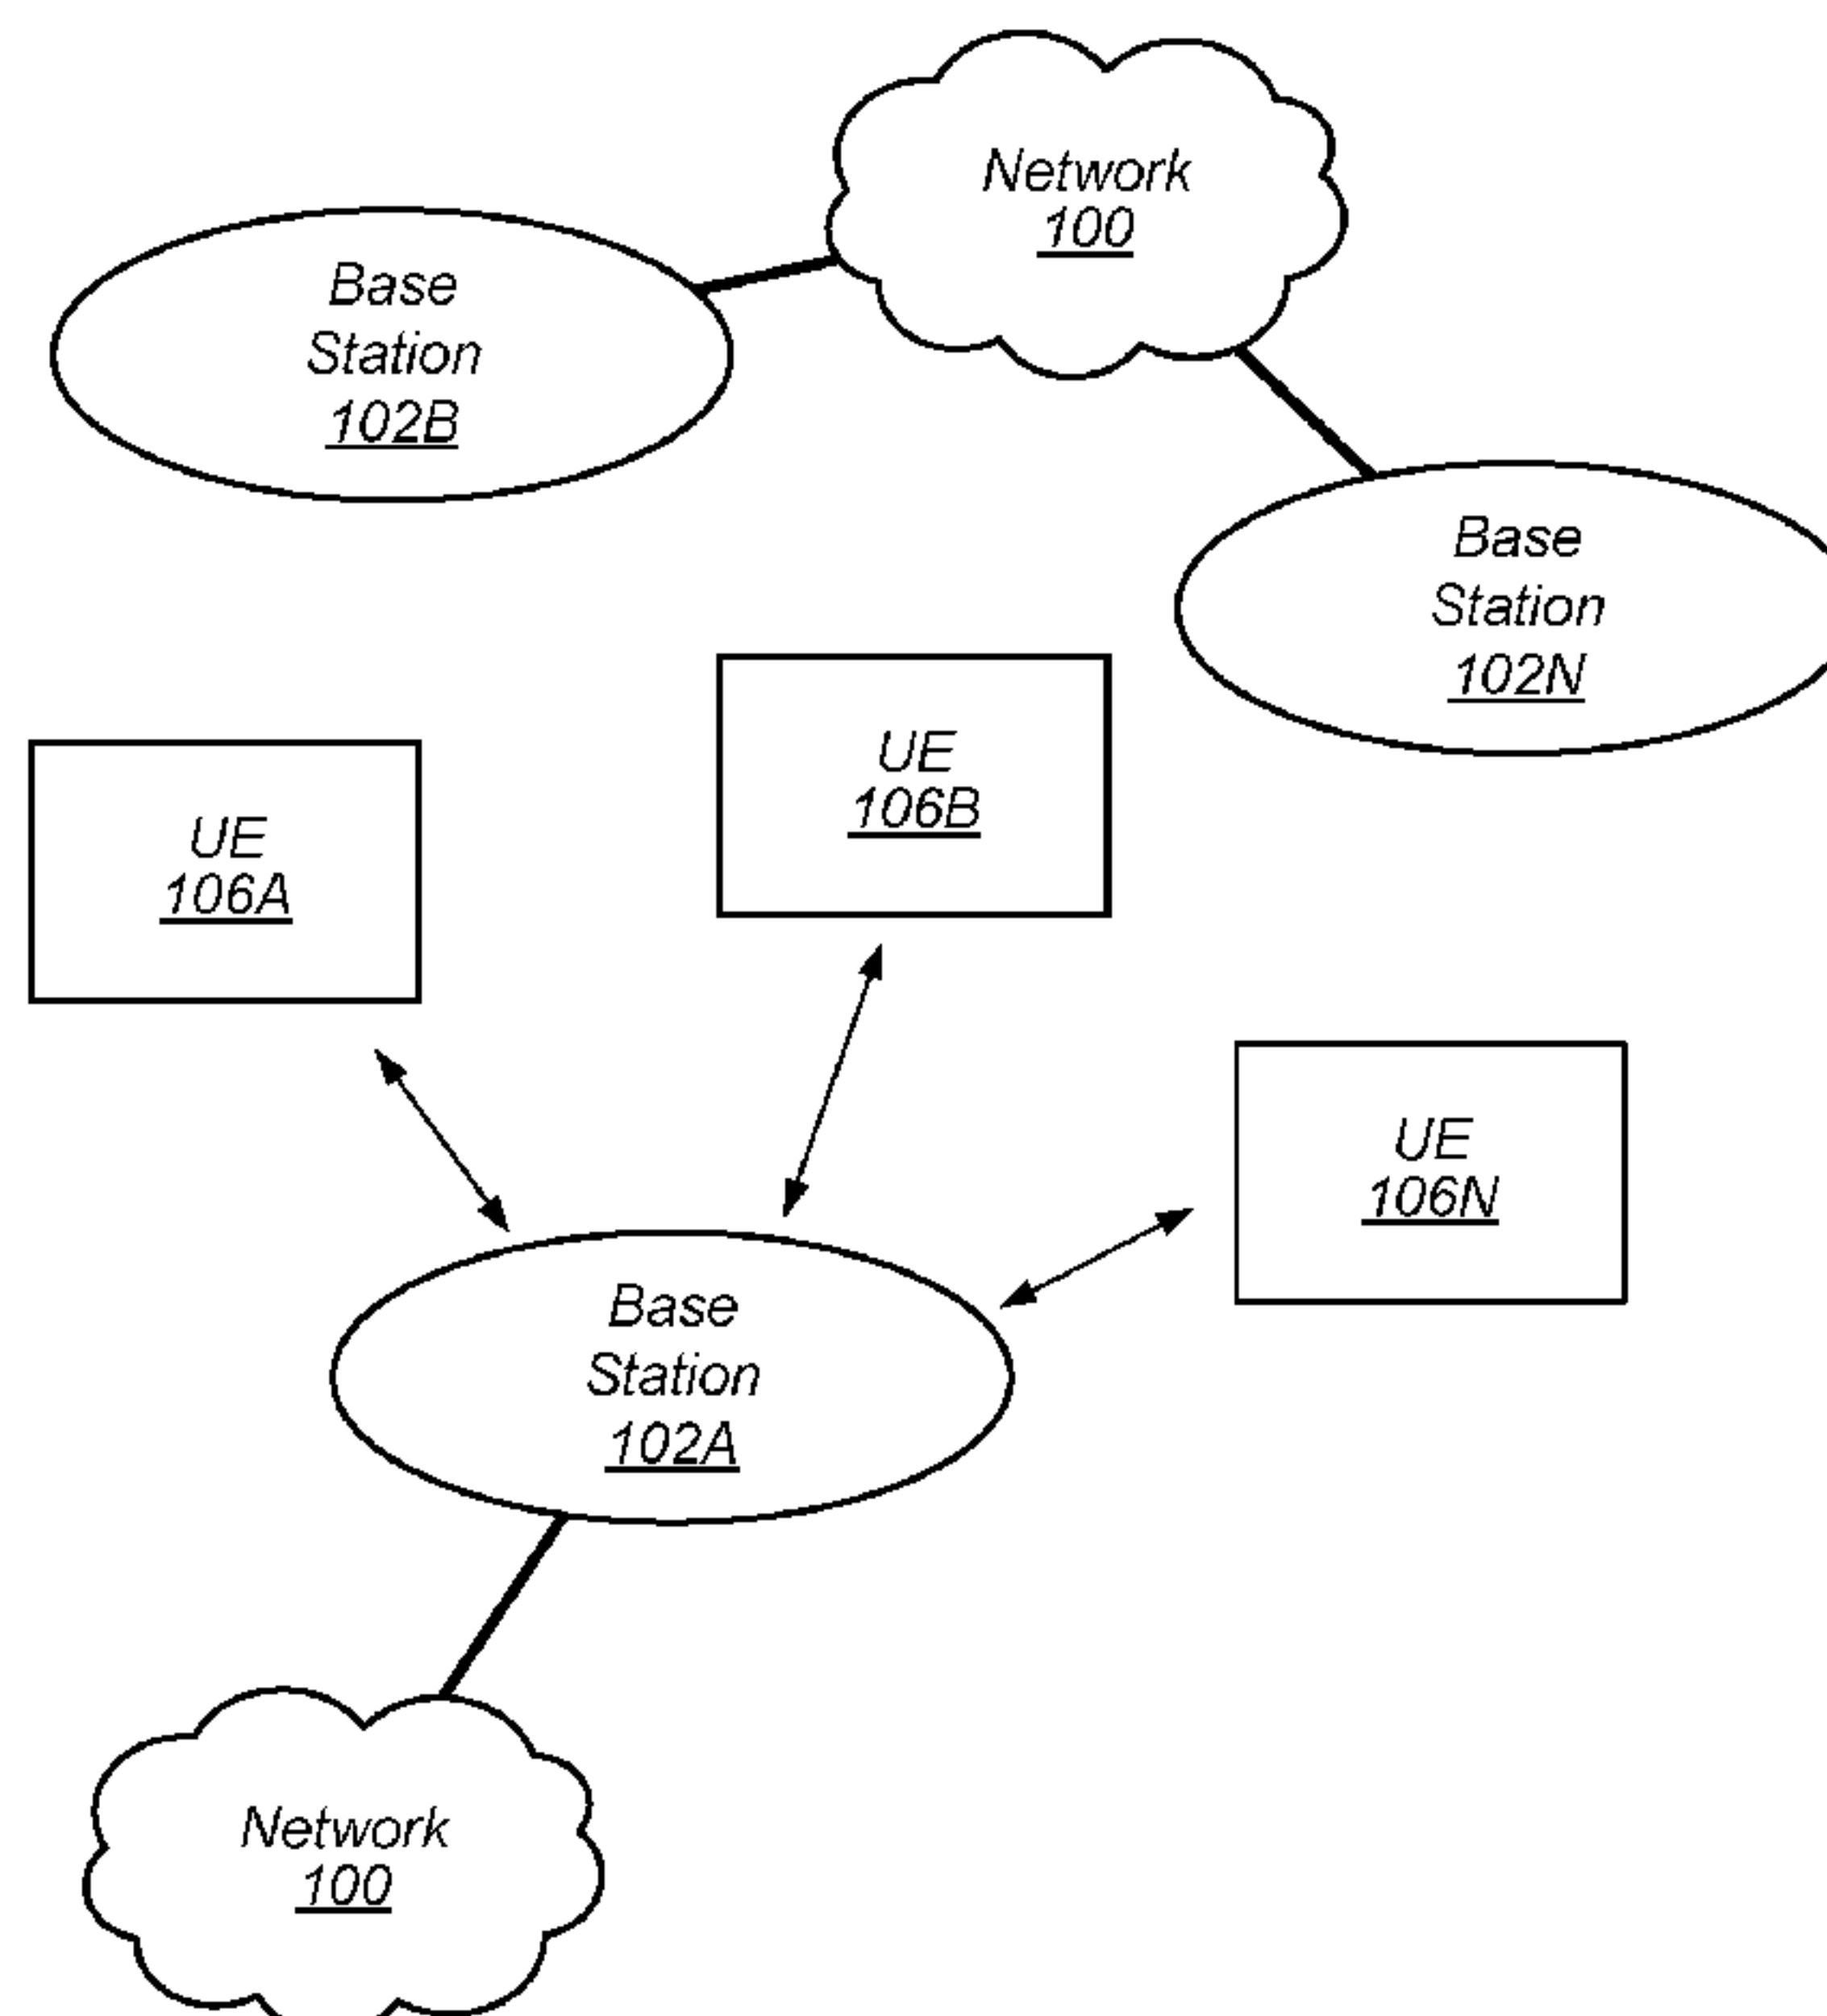 Network
100
Base
Station
102B
Base
Station
102N
UE
106B
UE
106A
UE
106N
Base
Station
102A
Network
100